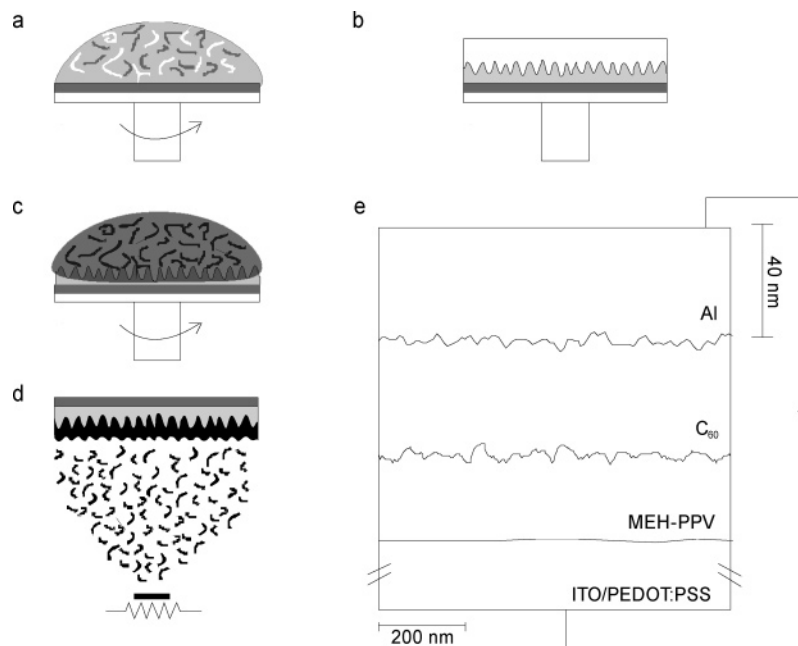 a
b
c
d
e
40 nm
Al
C₆₀
MEH-PPV
ITO/PEDOT:PSS
200 nm